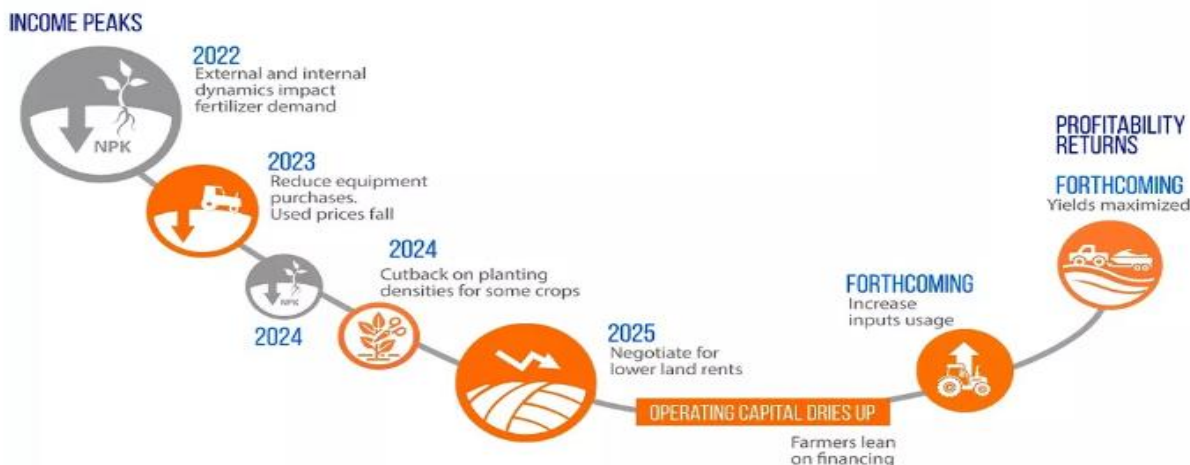 INCOME PEAKS
2022
External and internal
dynamics impact
fertilizer demand
NPK
2023
Reduce equipment
purchases.
Used prices fall
NPK
2024
2024
Cutback on planting
densities for some crops
2025
Negotiate for
lower land rents
OPERATING CAPITAL DRIES UP
Farmers lean
on financing
FORTHCOMING
Increase
inputs usage
PROFITABILITY
RETURNS
FORTHCOMING
Yields maximized